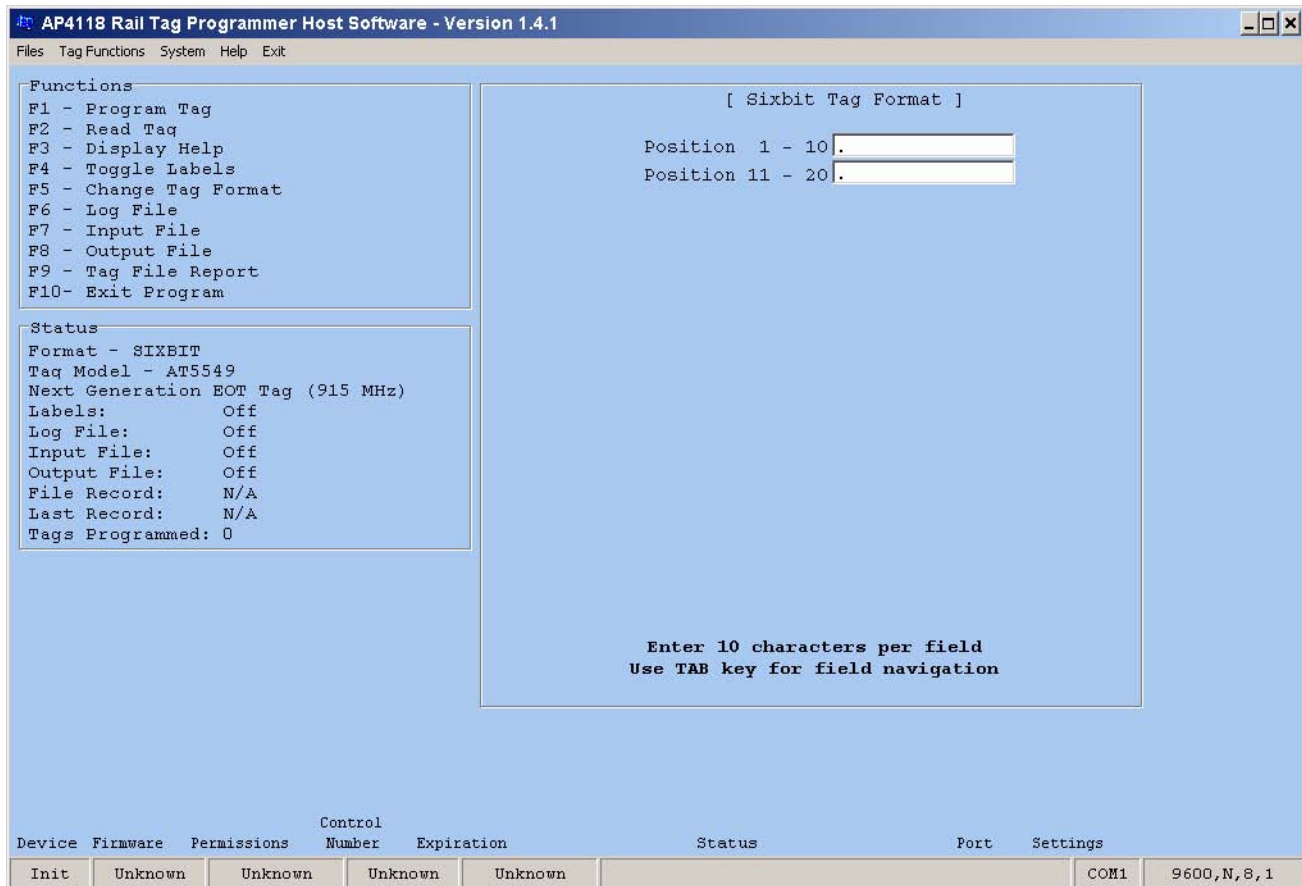 AP4118 Rail Tag Programmer Host Software - Version 1.4.1
Files Tag Functions System Help Exit
Functions
F1 - Program Tag
F2 - Read Tag
F3 - Display Help
F4 - Toggle Labels
F5 - Change Tag Format
F6 - Log File
F7 - Input File
F8 - Output File
F9 - Tag File Report
F10- Exit Program
Status
Format - SIXBIT
Tag Model - AT5549
Next Generation EOT Tag (915 MHz)
Labels: Off
Log File: Off
Input File: Off
Output File: Off
File Record: N/A
Last Record: N/A
Tags Programmed: 0
[ Sixbit Tag Format ]
Position 1 - 10 .
Position 11 - 20 .
Enter 10 characters per field
Use TAB key for field navigation
Control
Device Firmware Permissions Number Expiration Status Port Settings
Init Unknown Unknown Unknown Unknown COM1 9600,N,8,1